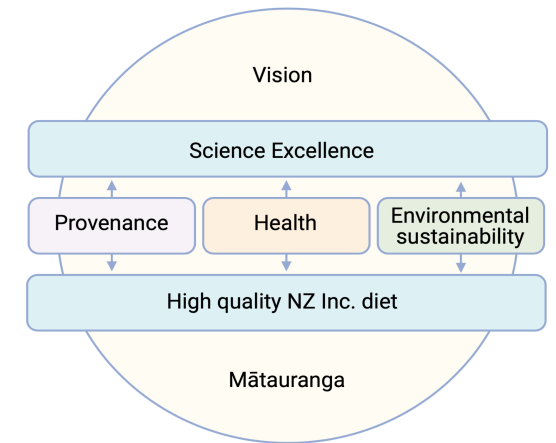 Vision
Science Excellence
Provenance
Health
Environmental
sustainability
High quality NZ Inc. diet
Mātauranga